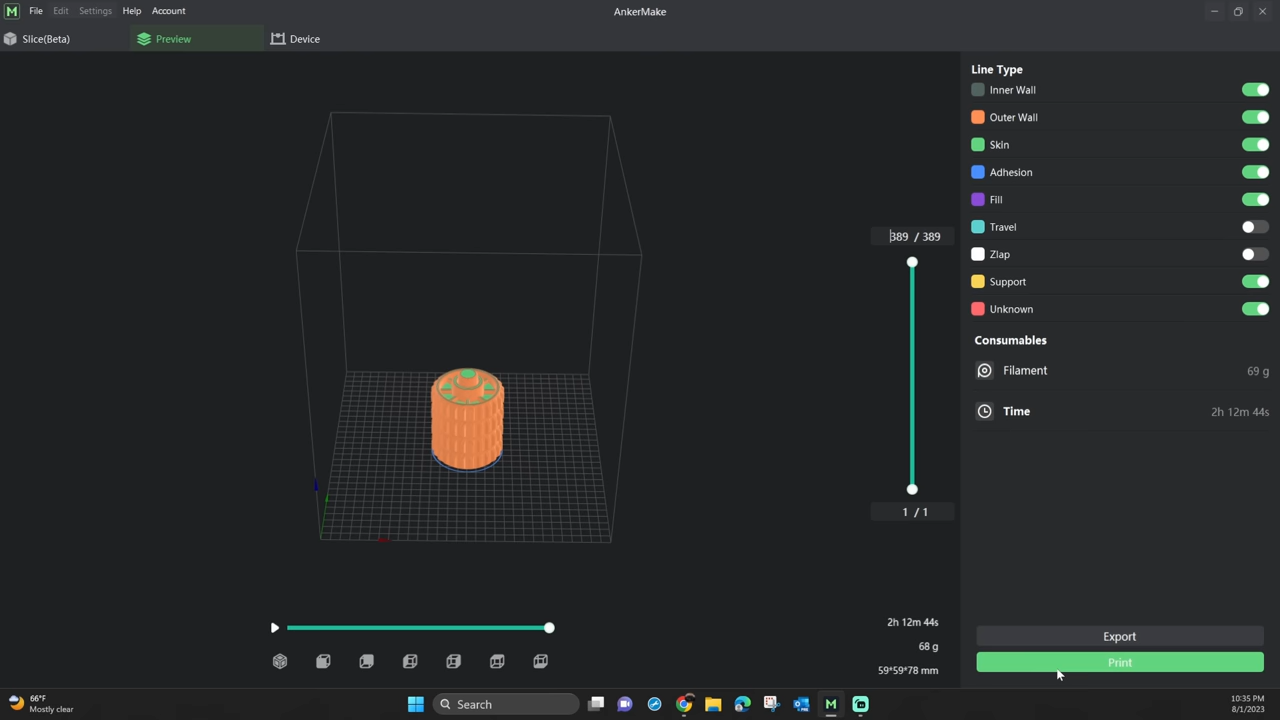 File Edit Settings Help Account
AnkerMake
Slice(Beta) Preview Device
Line Type
Inner Wall
Outer Wall
Skin
Adhesion
Fill
Travel
Zlap
Support
Unknown
389 / 389
1 / 1
Consumables
Filament 69 g
Time 2h 12m 44s
2h 12m 44s
68 g
59*59*78 mm
Export
Print
66°F
Mostly clear
Search
10:35 PM
8/1/2023